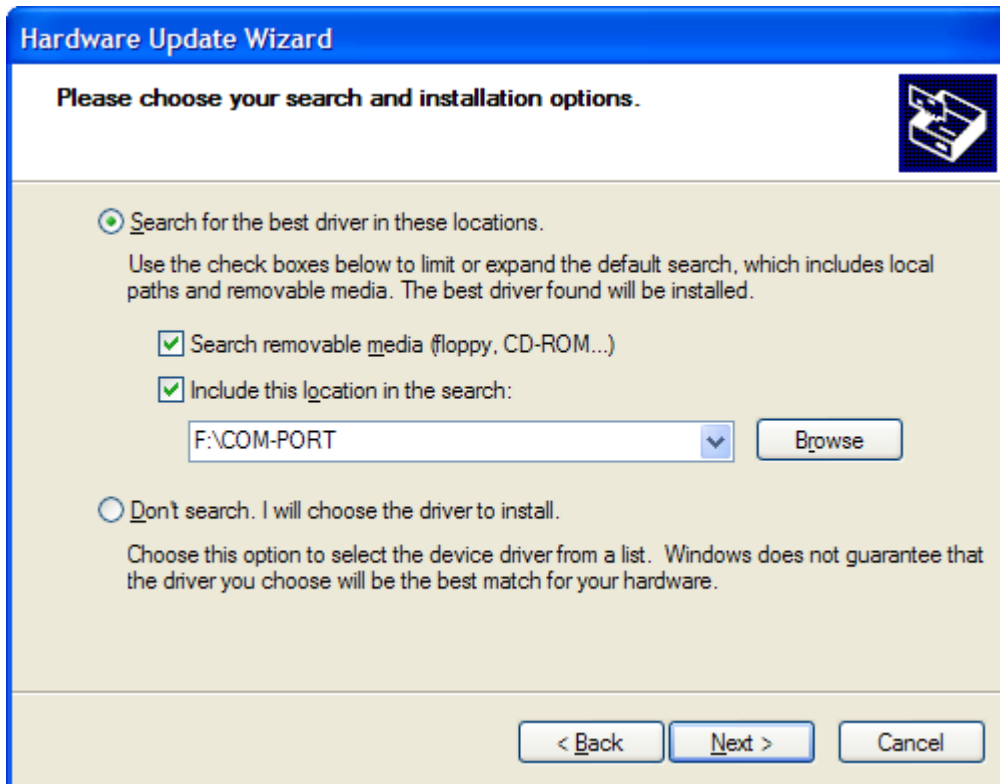 Hardware Update Wizard
Please choose your search and installation options.
Search for the best driver in these locations.
Use the check boxes below to limit or expand the default search, which includes local
paths and removable media. The best driver found will be installed.
Search removable media (floppy, CD-ROM...)
Include this location in the search:
F:\COM-PORT
Browse
Don't search. I will choose the driver to install.
Choose this option to select the device driver from a list. Windows does not guarantee that
the driver you choose will be the best match for your hardware.
< Back
Next >
Cancel